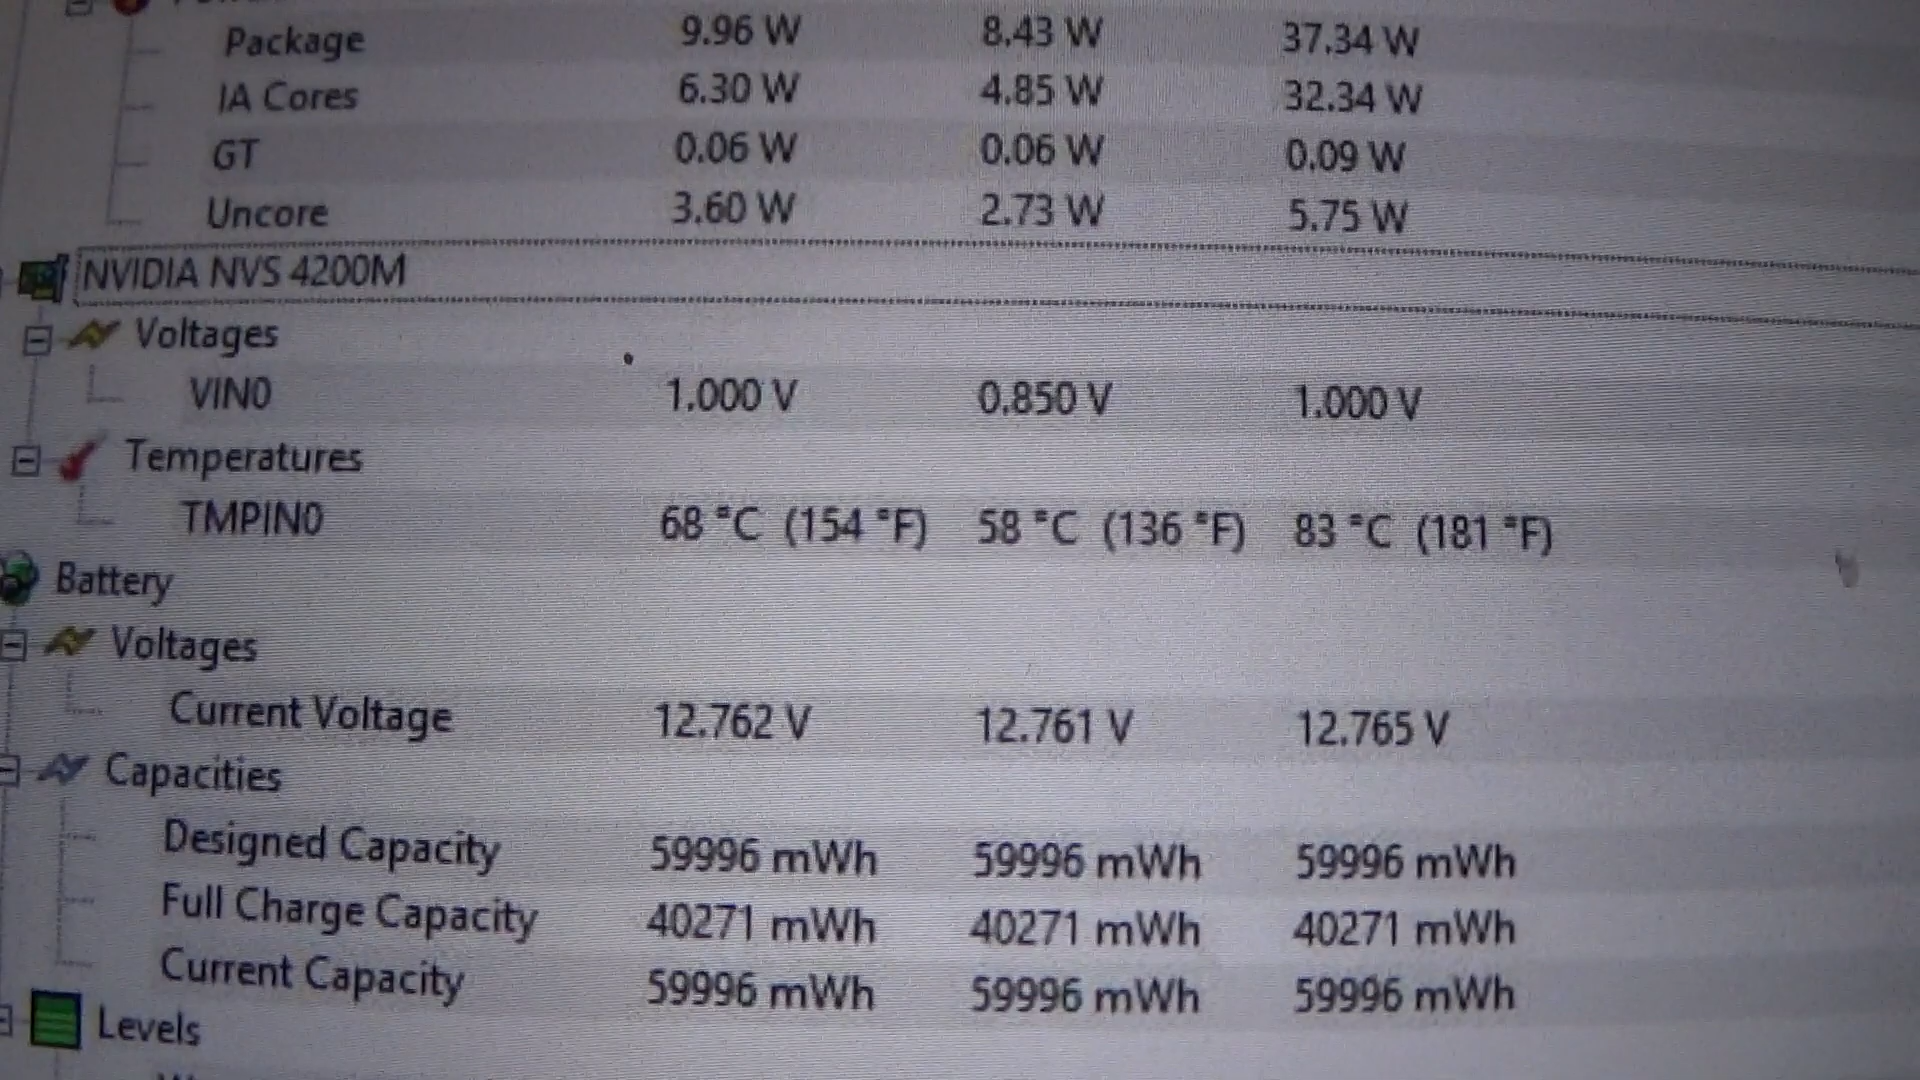 Package 9.96 W 8.43 W 37.34 W
IA Cores 6.30 W 4.85 W 32.34 W
GT 0.06 W 0.06 W 0.09 W
Uncore 3.60 W 2.73 W 5.75 W
NVIDIA NVS 4200M
Voltages
VIN0 1.000 V 0.850 V 1.000 V
Temperatures
TMPIN0 68 °C (154 °F) 58 °C (136 °F) 83 °C (181 °F)
Battery
Voltages
Current Voltage 12.762 V 12.761 V 12.765 V
Capacities
Designed Capacity 59996 mWh 59996 mWh 59996 mWh
Full Charge Capacity 40271 mWh 40271 mWh 40271 mWh
Current Capacity 59996 mWh 59996 mWh 59996 mWh
Levels